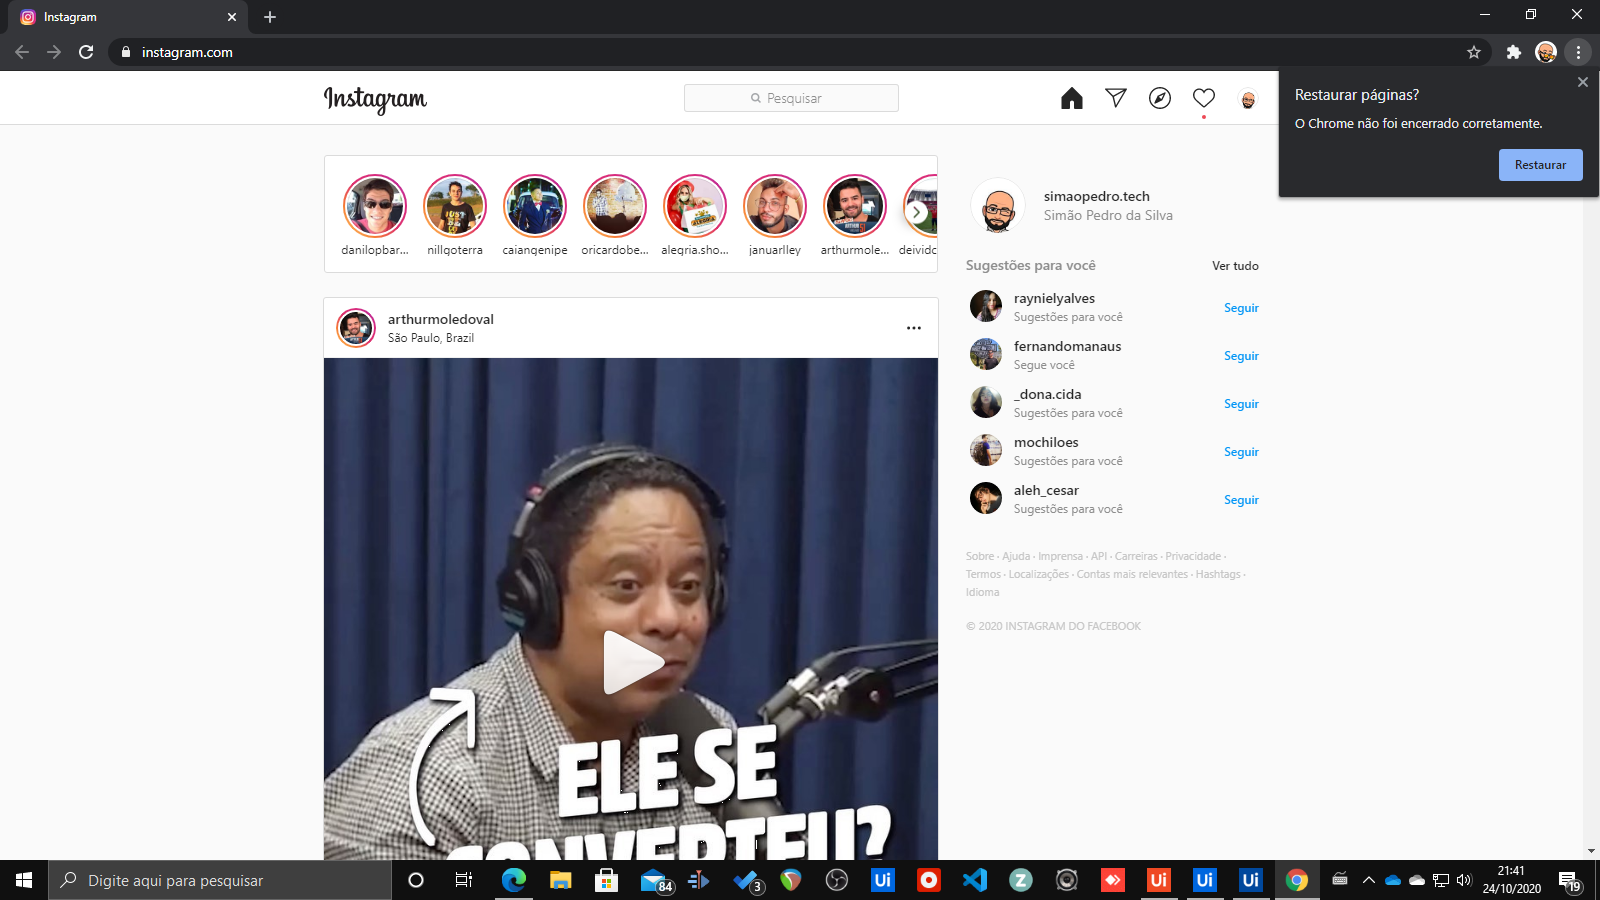 Instagram
instagram.com
Restaurar páginas?
O Chrome não foi encerrado corretamente.
Restaurar
Instagram
Pesquisar
danilopbar...
nillgoterra
caiangenipe
oricardobe...
alegria.sho...
januarlley
arthurmole...
deividc
simaopedro.tech
Simão Pedro da Silva
Sugestões para você
Ver tudo
raynielyalves
Sugestões para você
Seguir
fernandomanaus
Segue você
Seguir
_dona.cida
Sugestões para você
Seguir
mochiloes
Sugestões para você
Seguir
aleh_cesar
Sugestões para você
Seguir
Sobre · Ajuda · Imprensa · API · Carreiras · Privacidade ·
Termos · Localizações · Contas mais relevantes · Hashtags ·
Idioma
© 2020 INSTAGRAM DO FACEBOOK
arthurmoledoval
São Paulo, Brazil
ELE SE
CONVERTEU?
Digite aqui para pesquisar
84
3
Ui
Ui
Ui
Ui
21:41
24/10/2020
19